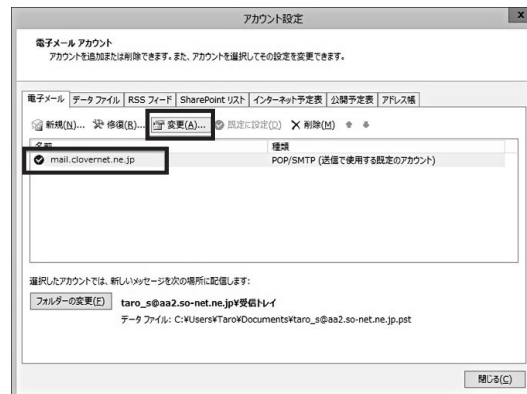 アカウント設定
x
電子メール アカウント
アカウントを追加または削除できます。また、アカウントを選択してその設定を変更できます。
電子メール データ ファイル RSS フィード SharePoint リスト インターネット予定表 公開予定表 アドレス帳
新規(N)... 修復(R)... 変更(A)... 既定に設定(D) 削除(M)
名前 種類
mail.clovernet.ne.jp POP/SMTP (送信で使用する既定のアカウント)
選択したアカウントでは、新しいメッセージを次の場所に配信します:
フォルダーの変更(F) taro_s@aa2.so-net.ne.jp¥受信トレイ
データ ファイル: C:¥Users¥Taro¥Documents¥taro_s@aa2.so-net.ne.jp.pst
閉じる(C)